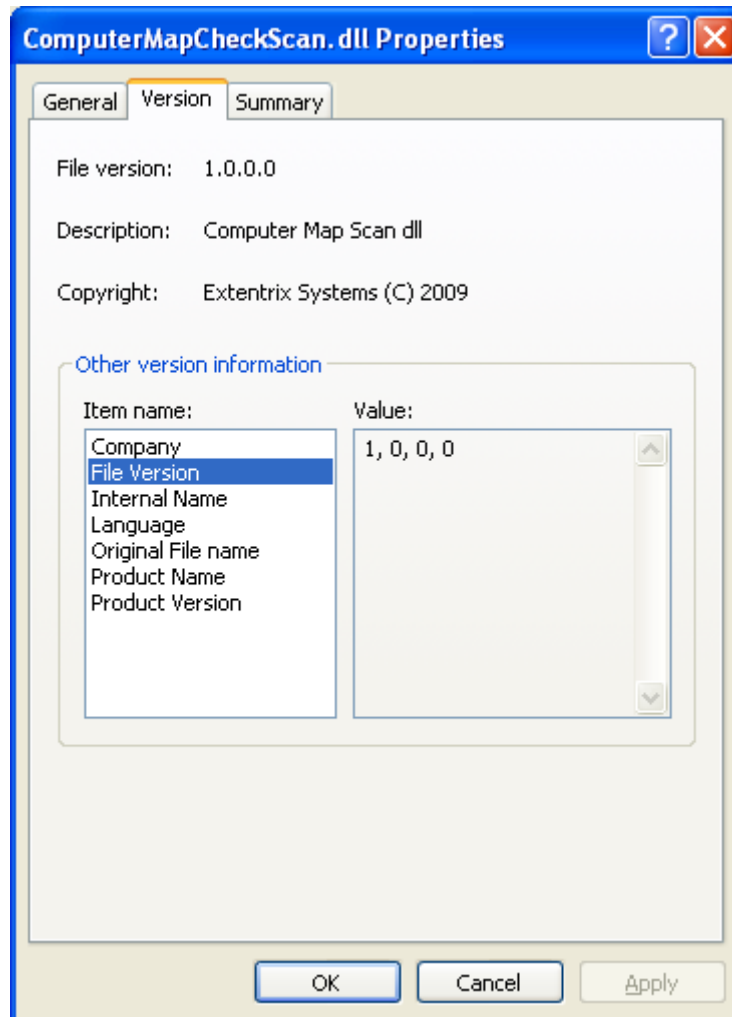 ComputerMapCheckScan.dll Properties
General Version Summary
File version: 1.0.0.0
Description: Computer Map Scan dll
Copyright: Extentrix Systems (C) 2009
Other version information
Item name: Value:
Company 1, 0, 0, 0
File Version
Internal Name
Language
Original File name
Product Name
Product Version
OK Cancel Apply